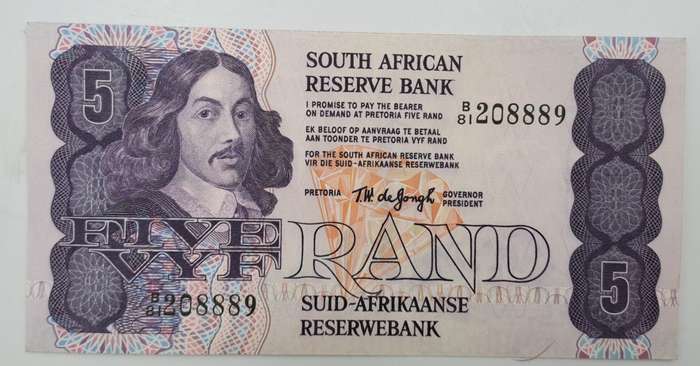 5
SOUTH AFRICAN
RESERVE BANK
I PROMISE TO PAY THE BEARER
ON DEMAND AT PRETORIA FIVE RAND
B/81 208889
EK BELOOF OP AANVRAAG TE BETAAL
AAN TOONDER TE PRETORIA VYF RAND
FOR THE SOUTH AFRICAN RESERVE BANK
VIR DIE SUID-AFRIKAANSE RESERWEBANK
PRETORIA T.W. de Jongh GOVERNOR
PRESIDENT
FIVE
VYF
RAND
B/81 208889
SUID-AFRIKAANSE
RESERWEBANK
5